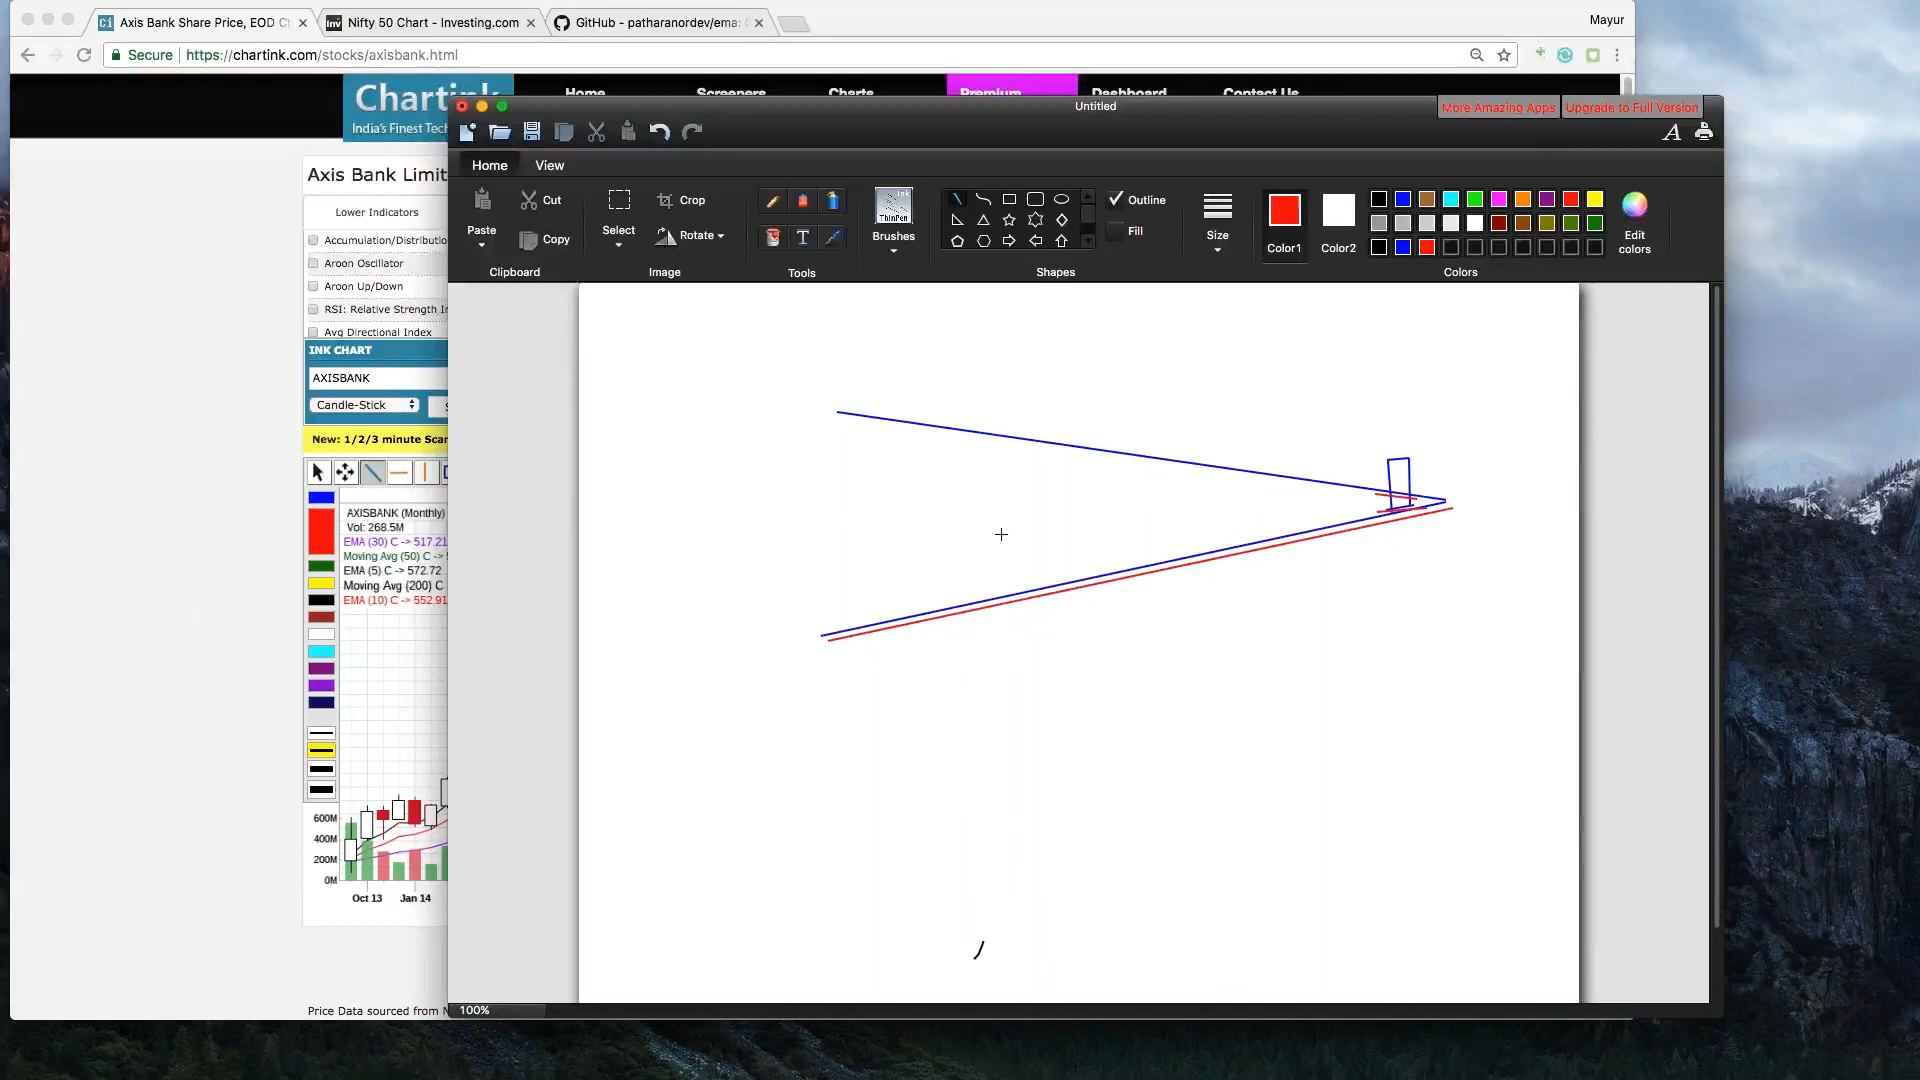 Axis Bank Share Price, EOD C
Nifty 50 Chart - Investing.com
GitHub - patharanordev/ema:
Mayur
Secure
https://chartink.com/stocks/axisbank.html
Chartink
India's Finest Tech
Home
Screeners
Charts
Premium
Dashboard
Contact Us
Untitled
More Amazing Apps
Upgrade to Full Version
Home
View
Axis Bank Limit
Lower Indicators
Accumulation/Distributio
Aroon Oscillator
Aroon Up/Down
RSI: Relative Strength I
Avg Directional Index
INK CHART
AXISBANK
Candle-Stick
New: 1/2/3 minute Scan
Paste
Cut
Copy
Clipboard
Select
Crop
Rotate
Image
Tools
Ink
ThinPen
Brushes
Outline
Fill
Shapes
Size
Color1
Color2
Edit
colors
Colors
AXISBANK (Monthly)
Vol: 268.5M
EMA (30) C -> 517.21
Moving Avg (50) C ->
EMA (5) C -> 572.72
Moving Avg (200) C
EMA (10) C -> 552.91
600M
400M
200M
0M
Oct 13
Jan 14
Price Data sourced from N
100%